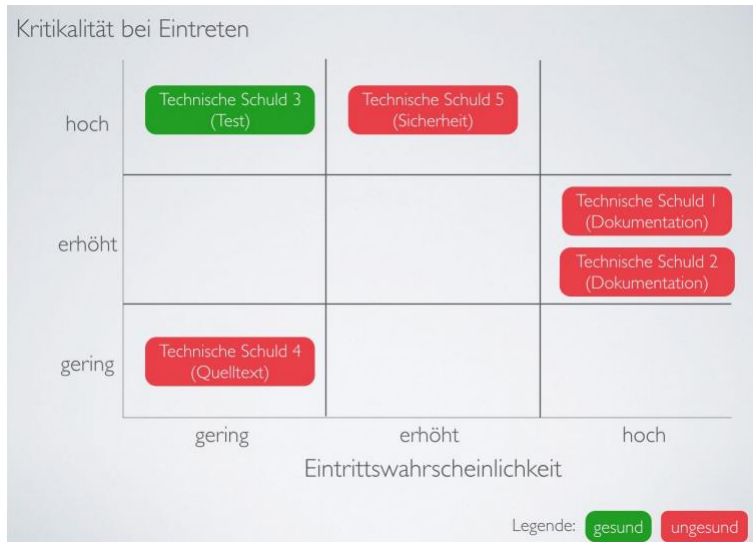 Kritikalität bei Eintreten
hoch
Technische Schuld 3
(Test)
Technische Schuld 5
(Sicherheit)
erhöht
Technische Schuld 1
(Dokumentation)
Technische Schuld 2
(Dokumentation)
gering
Technische Schuld 4
(Quelltext)
gering
erhöht
hoch
Eintrittswahrscheinlichkeit
Legende: gesund ungesund